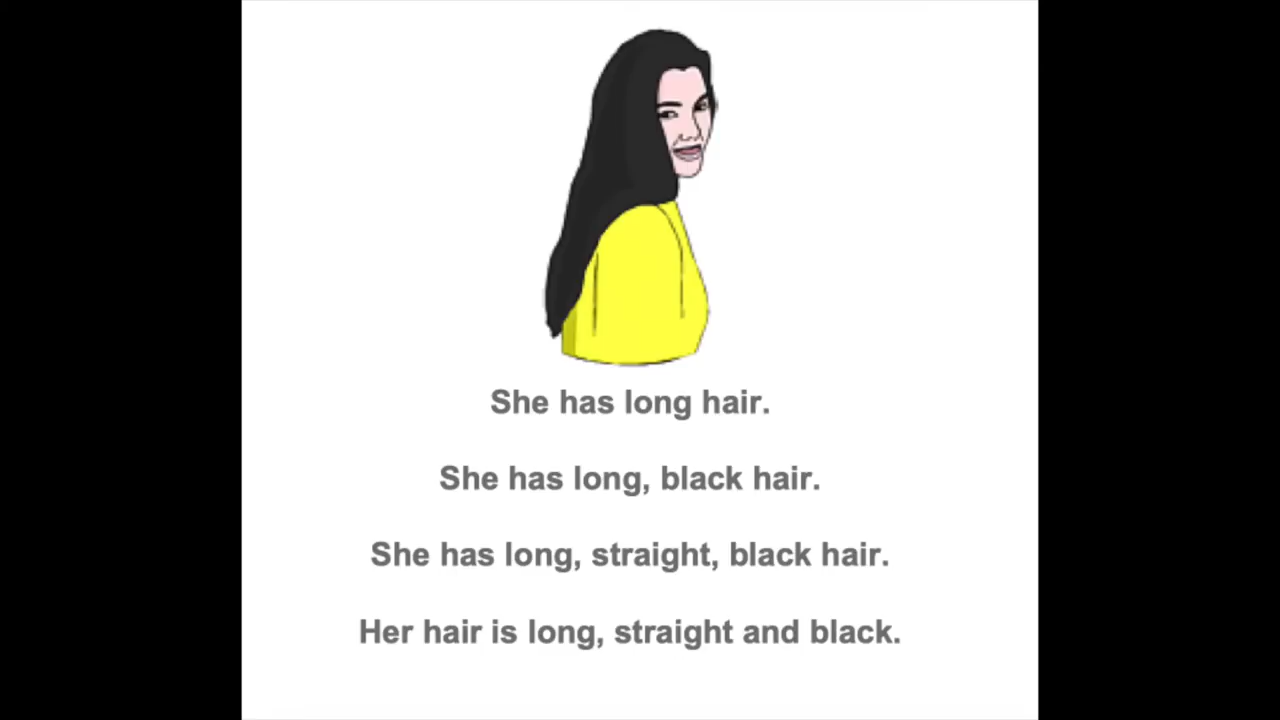 She has long hair.
She has long, black hair.
She has long, straight, black hair.
Her hair is long, straight and black.